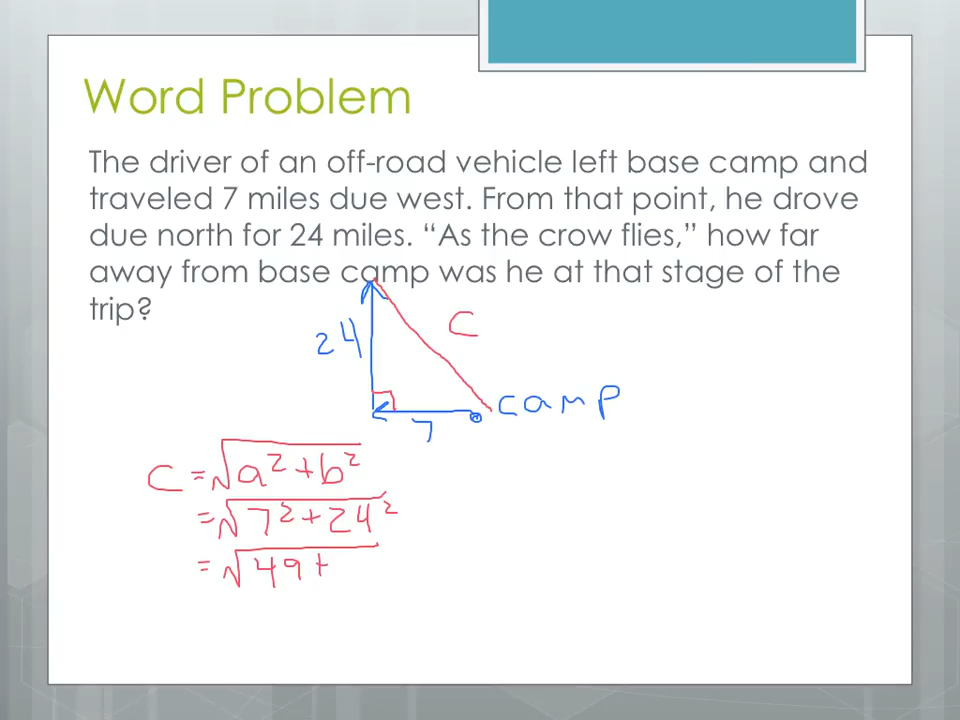 Word Problem
The driver of an off-road vehicle left base camp and
traveled 7 miles due west. From that point, he drove
due north for 24 miles. “As the crow flies,” how far
away from base camp was he at that stage of the
trip?
24
C
camp
7
C = √a² + b²
= √7² + 24²
= √49 +